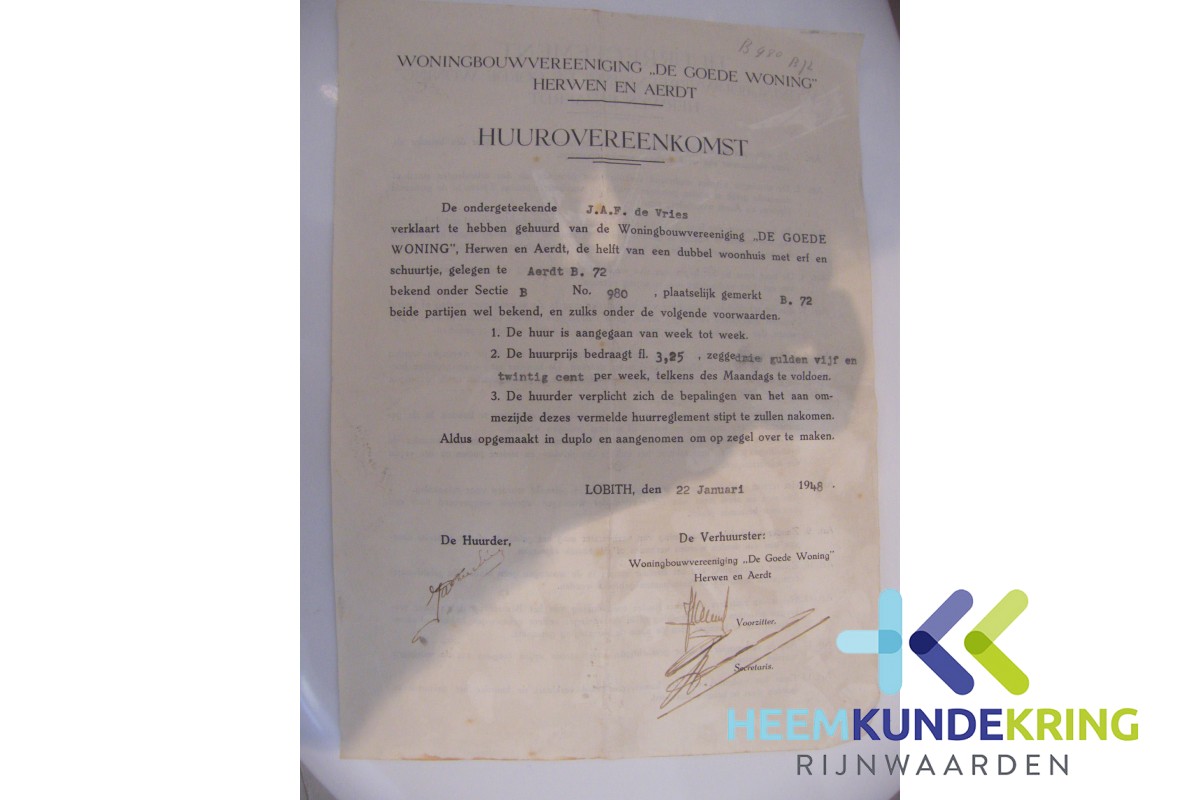 B 980
WONINGBOUWVEREENIGING „DE GOEDE WONING"
HERWEN EN AERDT
HUUROVEREENKOMST
De ondergeteekende J.A.F. de Vries
verklaart te hebben gehuurd van de Woningbouwvereeniging „DE GOEDE
WONING", Herwen en Aerdt, de helft van een dubbel woonhuis met erf en
schuurtje, gelegen te Aerdt B. 72
bekend onder Sectie B No. 980 , plaatselijk gemerkt B. 72
beide partijen wel bekend, en zulks onder de volgende voorwaarden.
1. De huur is aangegaan van week tot week.
2. De huurprijs bedraagt fl. 3,25 , zegge drie gulden vijf en
twintig cent per week, telkens des Maandags te voldoen.
3. De huurder verplicht zich de bepalingen van het aan om-
mezijde dezes vermelde huurreglement stipt te zullen nakomen.
Aldus opgemaakt in duplo en aangenomen om op zegel over te maken.
LOBITH, den 22 Januari 1948 .
De Huurder,
De Verhuurster:
Woningbouwvereeniging „De Goede Woning"
Herwen en Aerdt
Voorzitter.
Secretaris.
HEEMKUNDEKRING
RIJNWAARDEN